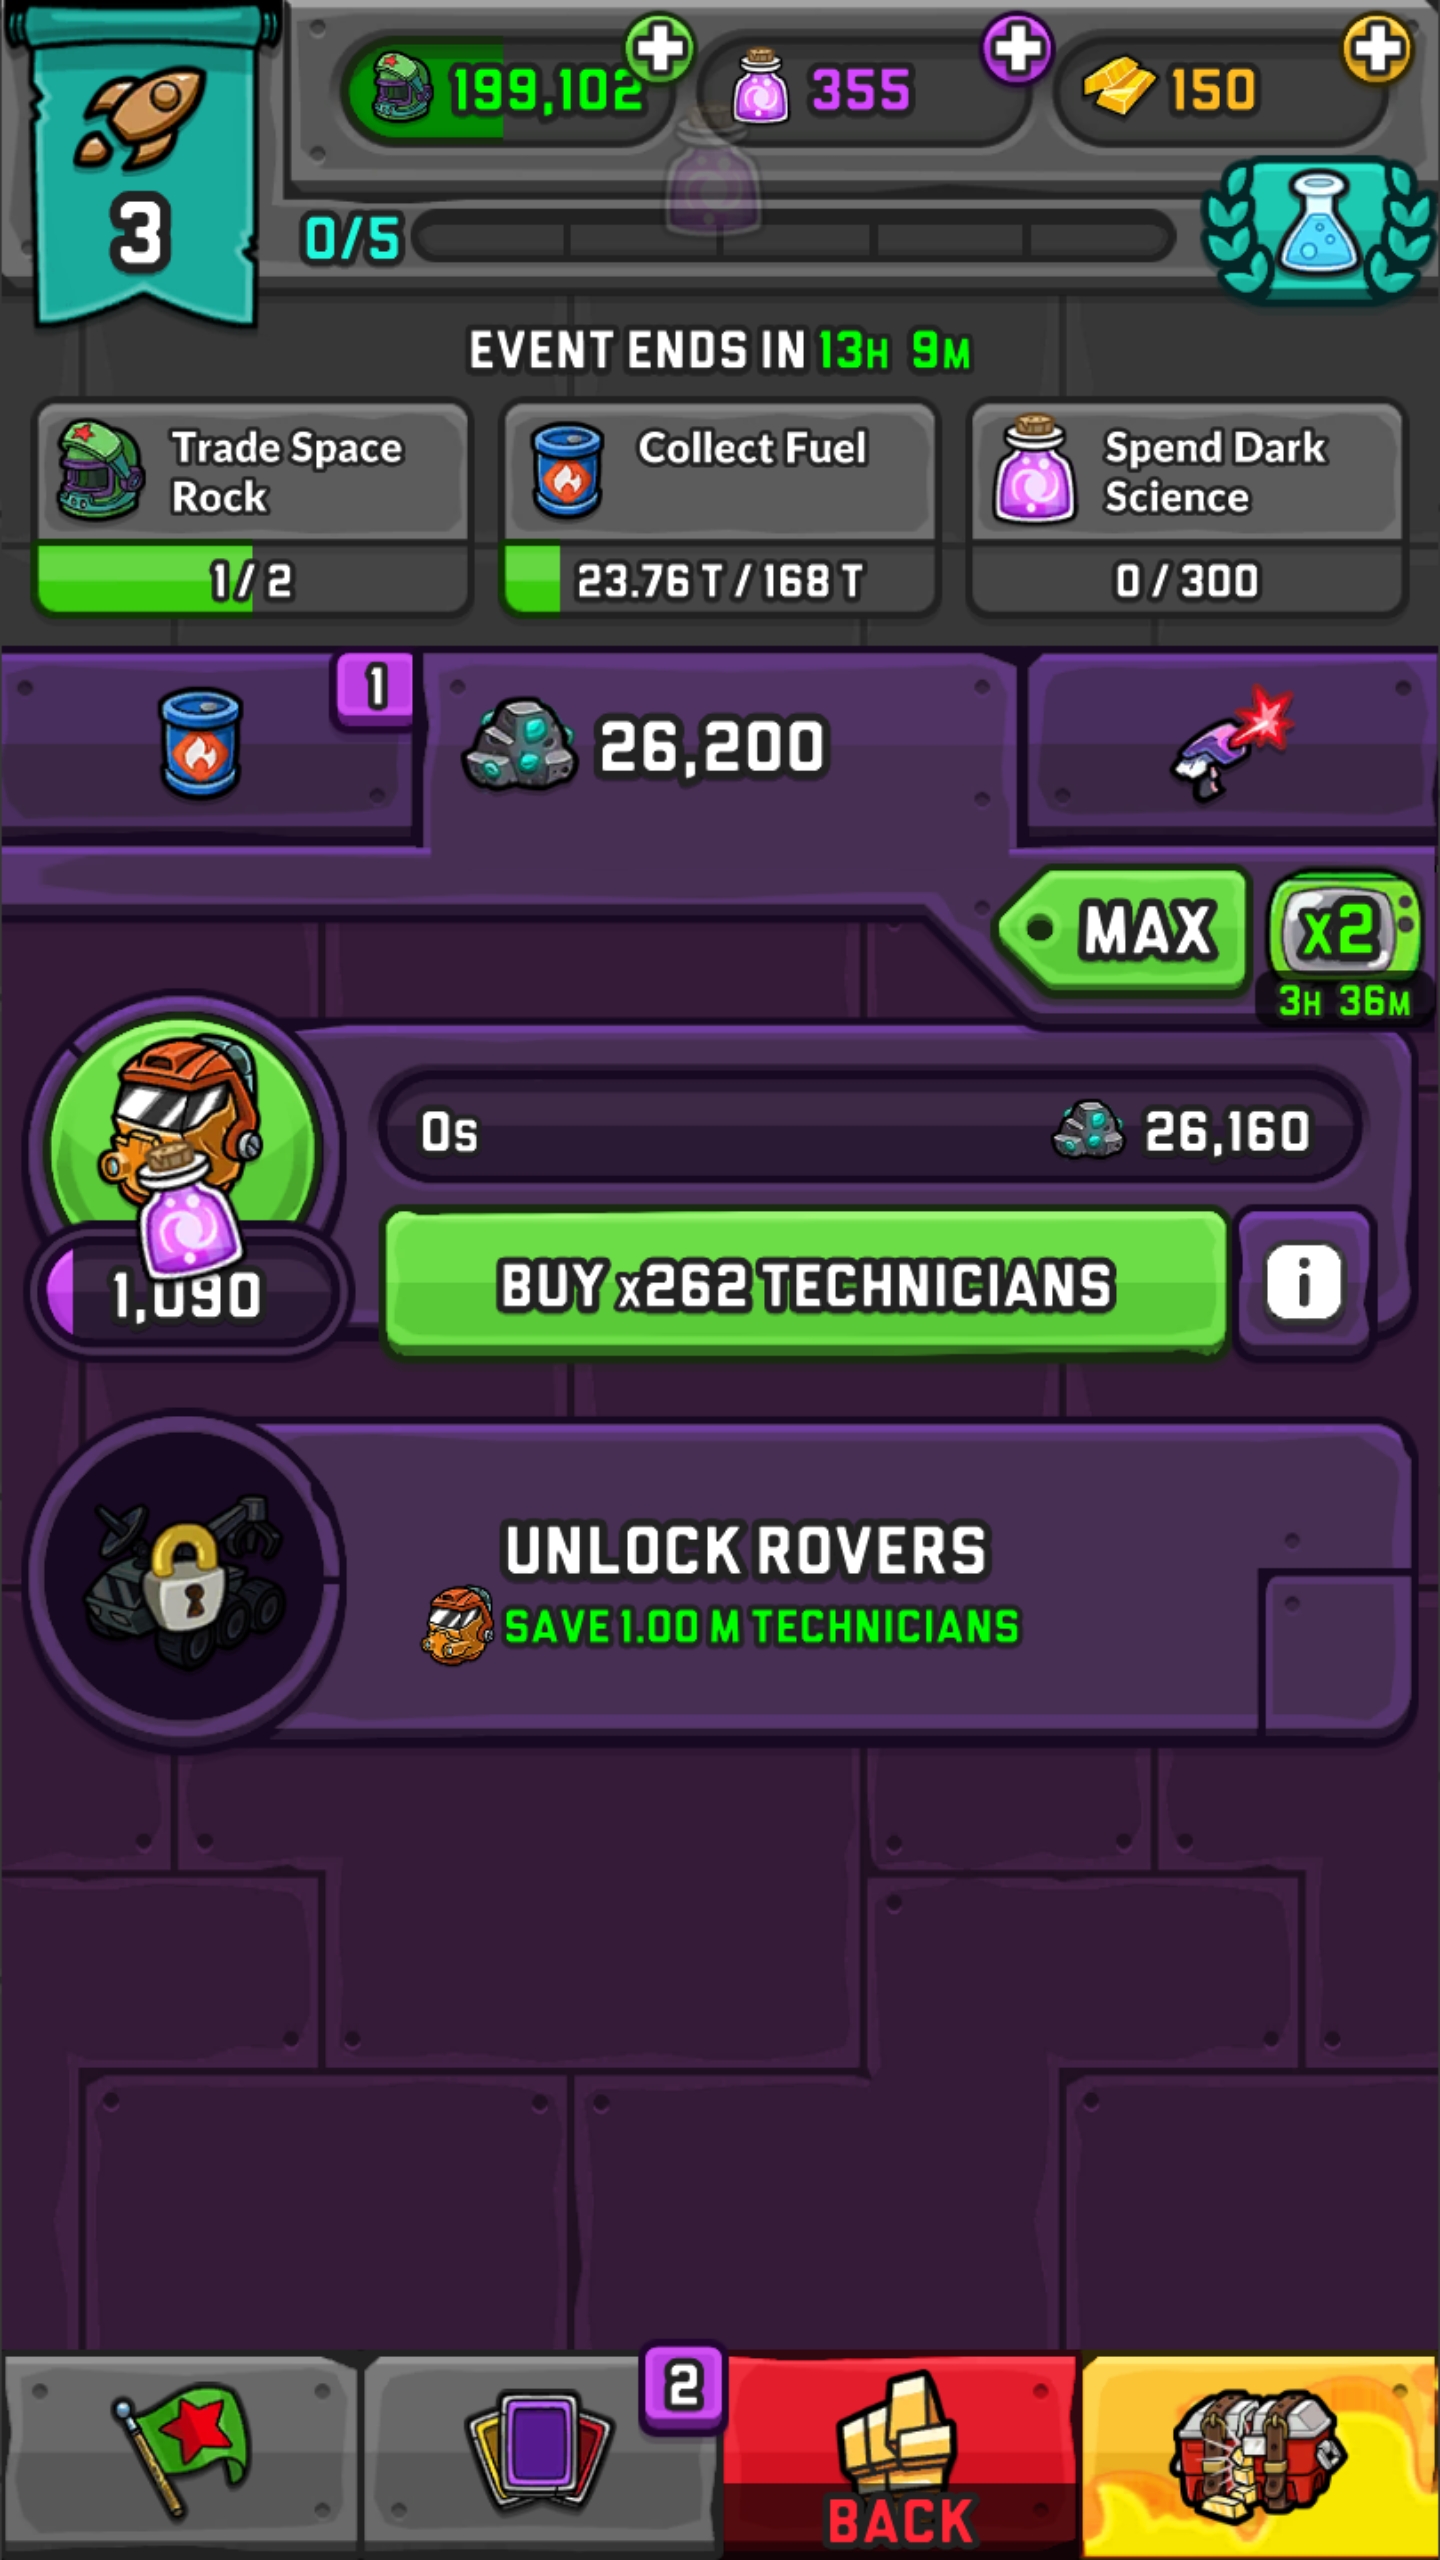 199,102
355
150
3
0/5
EVENT ENDS IN 13H 9M
Trade Space
Rock
1 / 2
Collect Fuel
23.76 T / 168 T
Spend Dark
Science
0 / 300
1
26,200
MAX
x2
3H 36M
0s
26,160
1,090
BUY x262 TECHNICIANS
i
UNLOCK ROVERS
SAVE 1.00 M TECHNICIANS
2
BACK